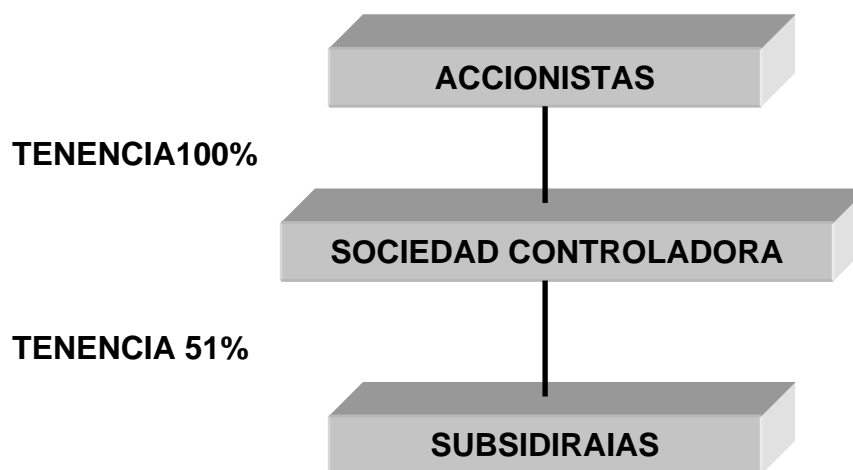 ACCIONISTAS
TENENCIA100%
SOCIEDAD CONTROLADORA
TENENCIA 51%
SUBSIDIRAIAS